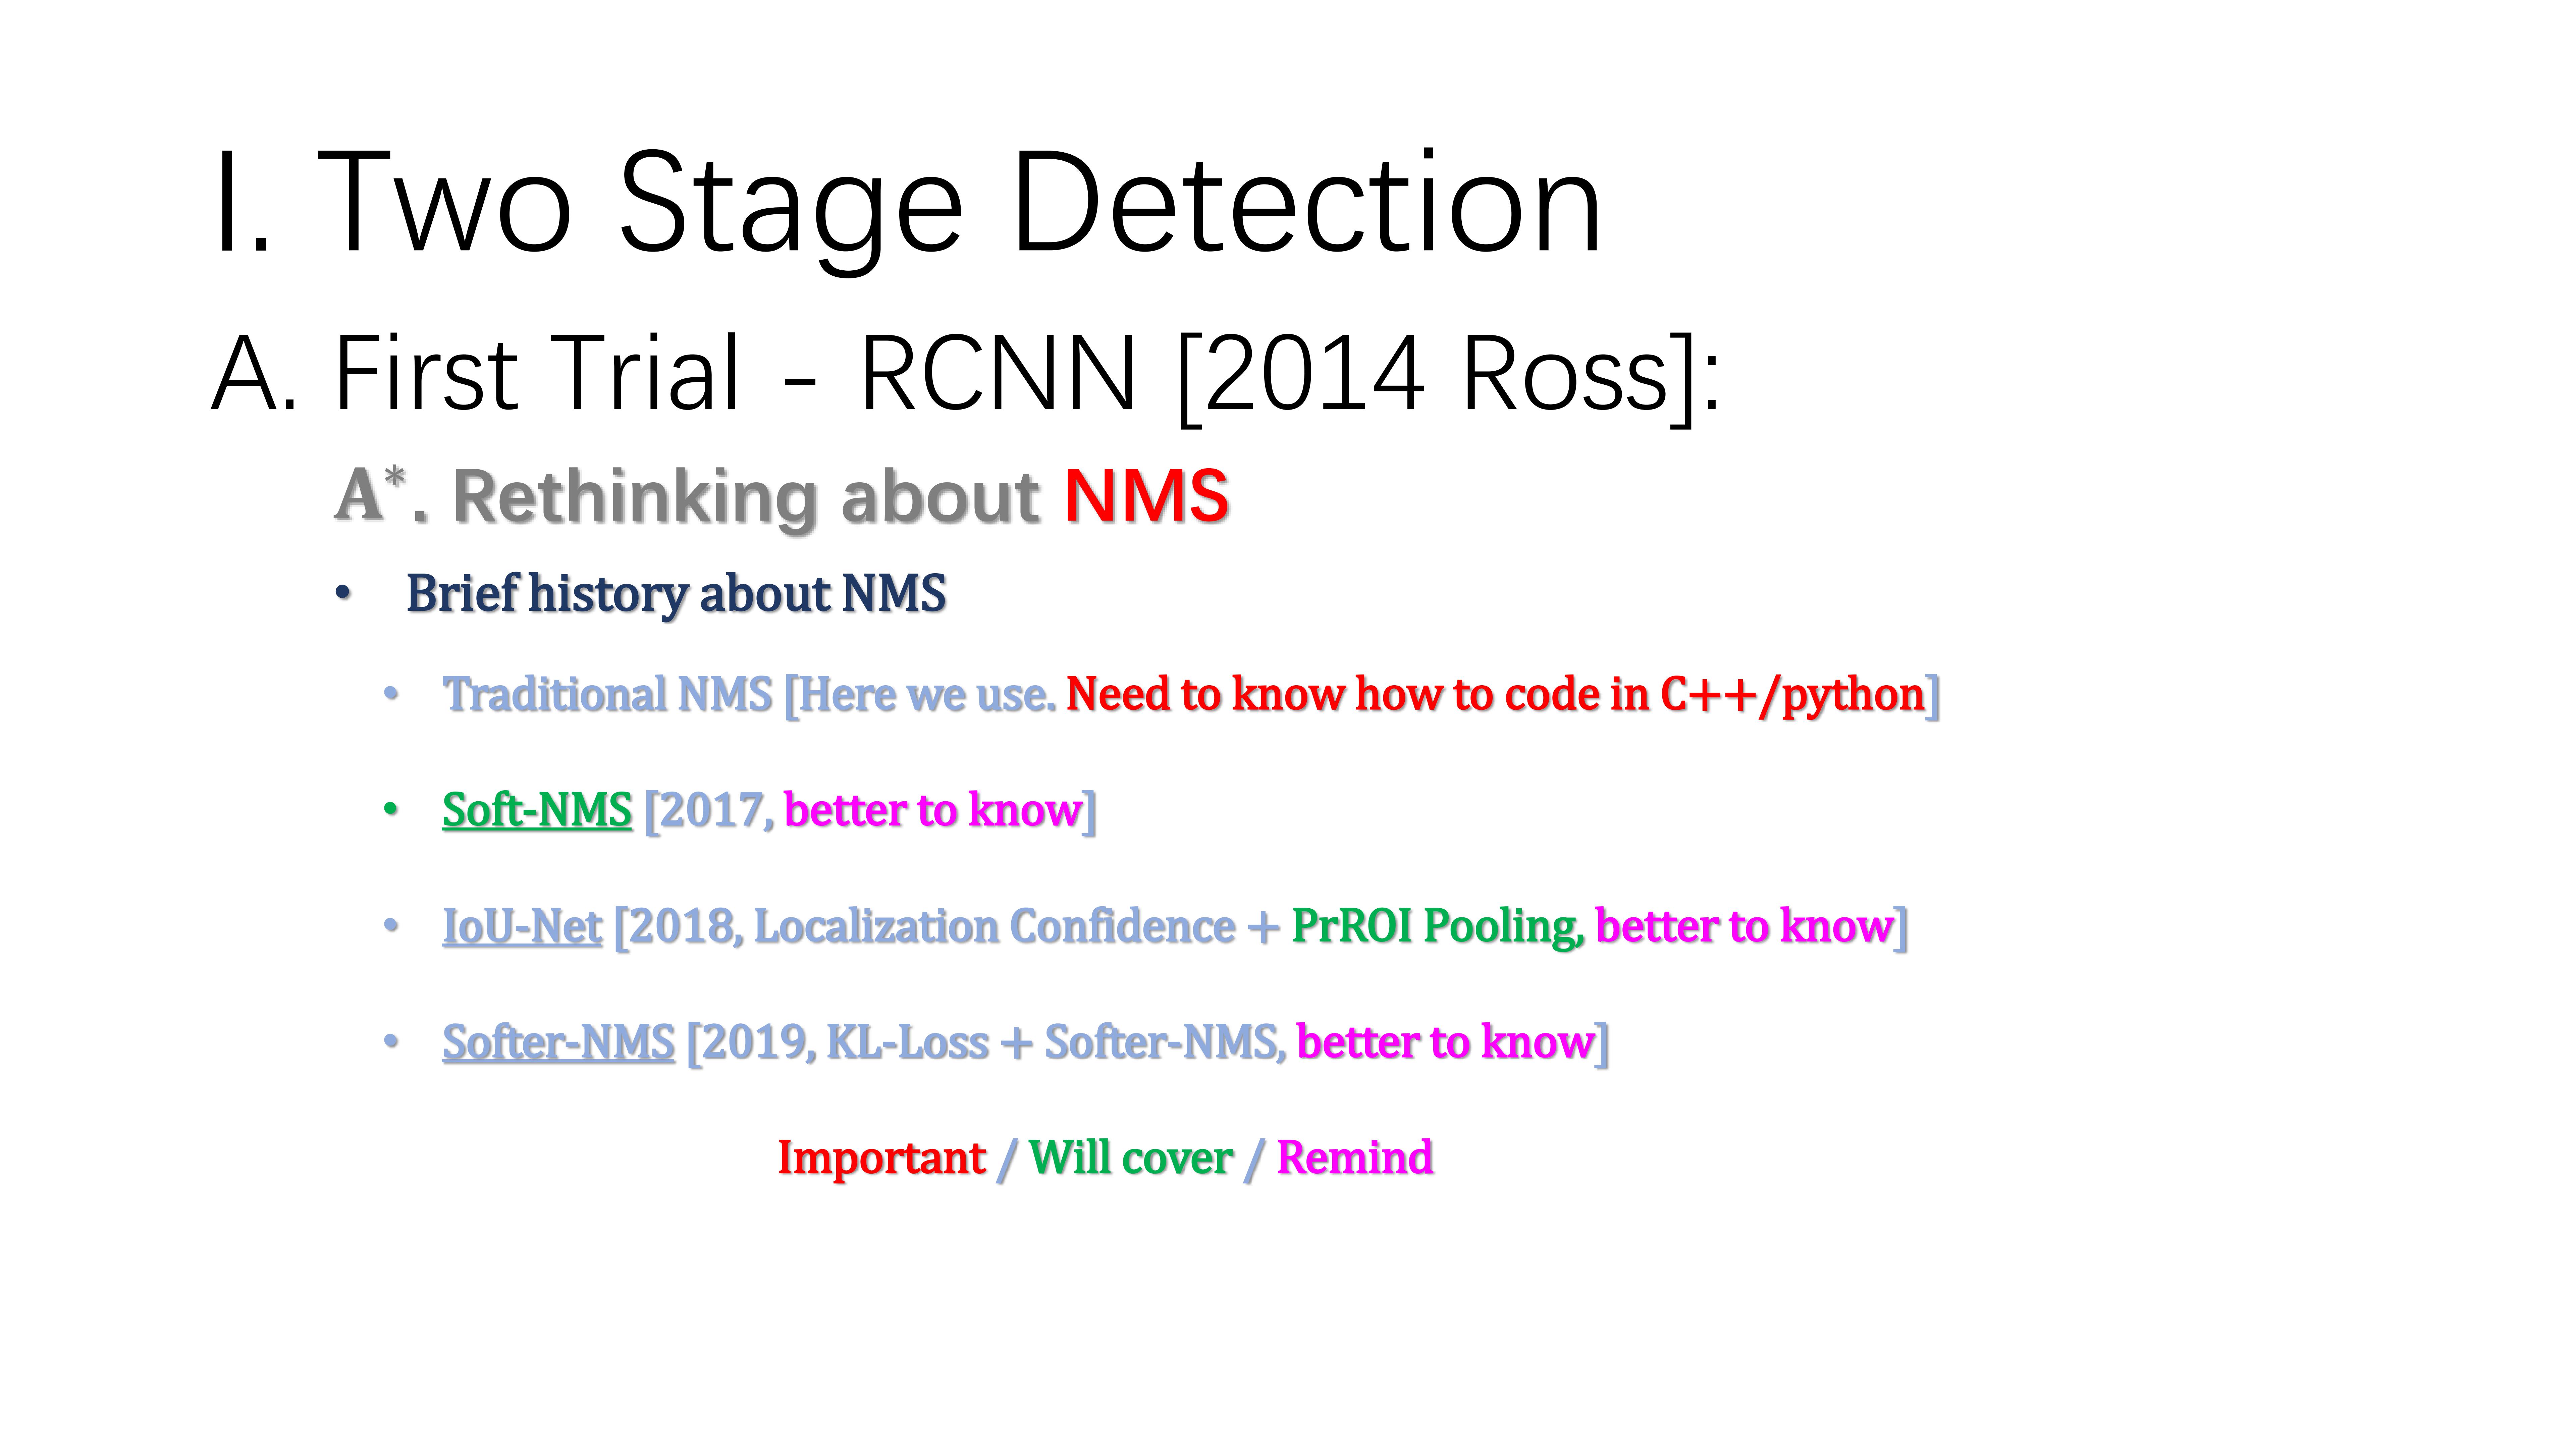 I. Two Stage Detection
A. First Trial - RCNN [2014 Ross]:
A*. Rethinking about NMS
• Brief history about NMS
• Traditional NMS [Here we use. Need to know how to code in C++/python]
• Soft-NMS [2017, better to know]
• IoU-Net [2018, Localization Confidence + PrROI Pooling, better to know]
• Softer-NMS [2019, KL-Loss + Softer-NMS, better to know]
Important / Will cover / Remind